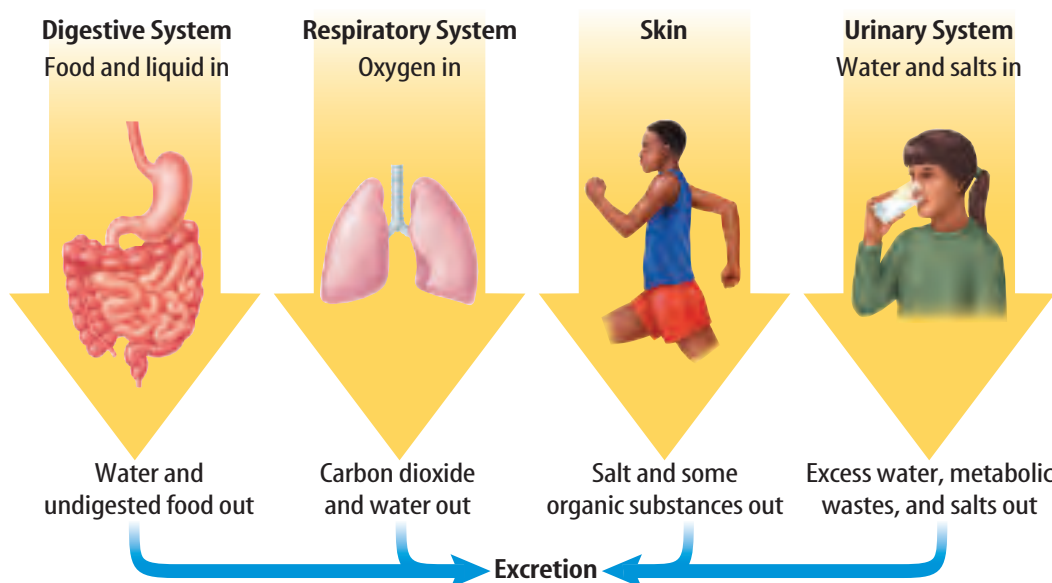 Digestive System
Food and liquid in
Respiratory System
Oxygen in
Skin
Urinary System
Water and salts in
Water and
undigested food out
Carbon dioxide
and water out
Salt and some
organic substances out
Excess water, metabolic
wastes, and salts out
Excretion